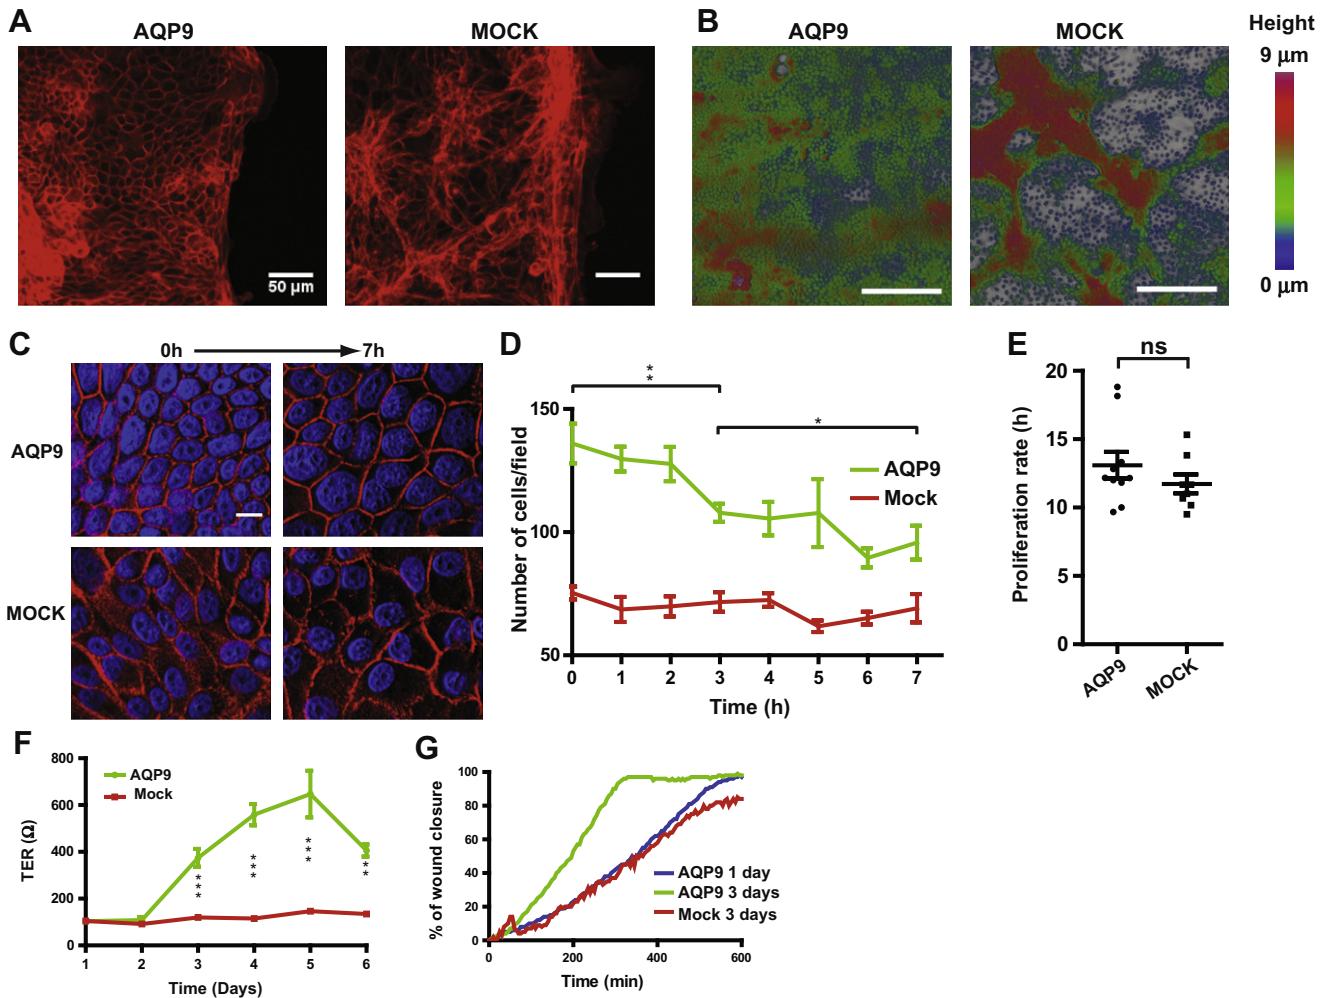 A
AQP9
MOCK
50 µm
B
AQP9
MOCK
Height
9 µm
0 µm
C
0h
7h
AQP9
MOCK
D
**
*
150
100
50
Number of cells/field
AQP9
Mock
0 1 2 3 4 5 6 7
Time (h)
E
ns
20
15
10
5
0
Proliferation rate (h)
AQP9
MOCK
F
800
600
400
200
0
TER (Ω)
AQP9
Mock
***
***
***
**
1 2 3 4 5 6
Time (Days)
G
100
80
60
40
20
0
% of wound closure
AQP9 1 day
AQP9 3 days
Mock 3 days
0 200 400 600
Time (min)